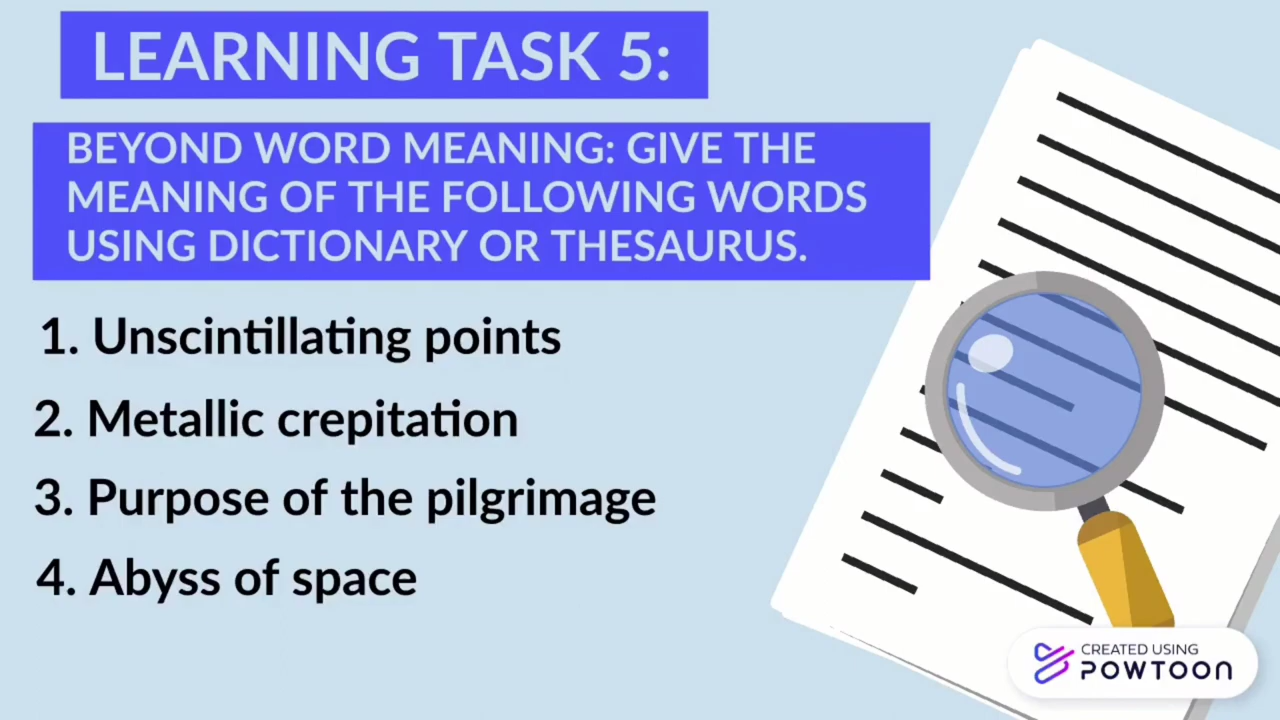 LEARNING TASK 5:
BEYOND WORD MEANING: GIVE THE
MEANING OF THE FOLLOWING WORDS
USING DICTIONARY OR THESAURUS.
1. Unscintillating points
2. Metallic crepitation
3. Purpose of the pilgrimage
4. Abyss of space
CREATED USING
POWTOON